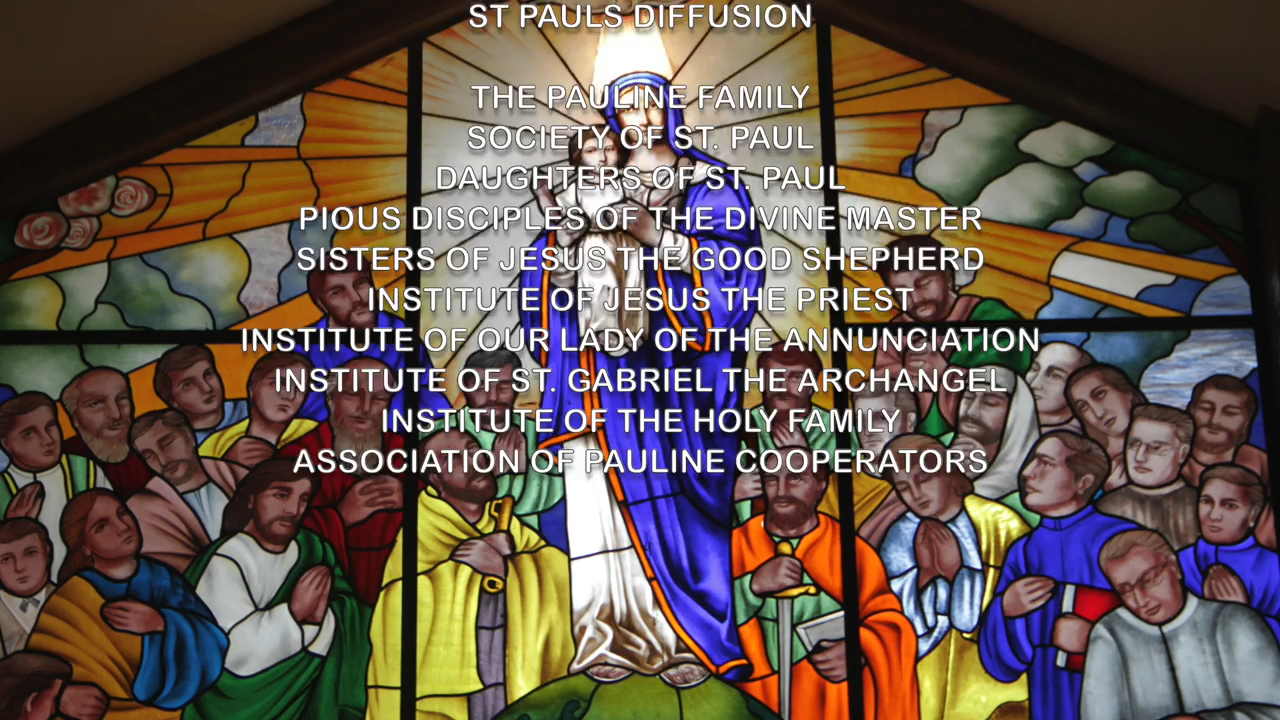 ST PAULS DIFFUSION
THE PAULINE FAMILY
SOCIETY OF ST. PAUL
DAUGHTERS OF ST. PAUL
PIOUS DISCIPLES OF THE DIVINE MASTER
SISTERS OF JESUS THE GOOD SHEPHERD
INSTITUTE OF JESUS THE PRIEST
INSTITUTE OF OUR LADY OF THE ANNUNCIATION
INSTITUTE OF ST. GABRIEL THE ARCHANGEL
INSTITUTE OF THE HOLY FAMILY
ASSOCIATION OF PAULINE COOPERATORS